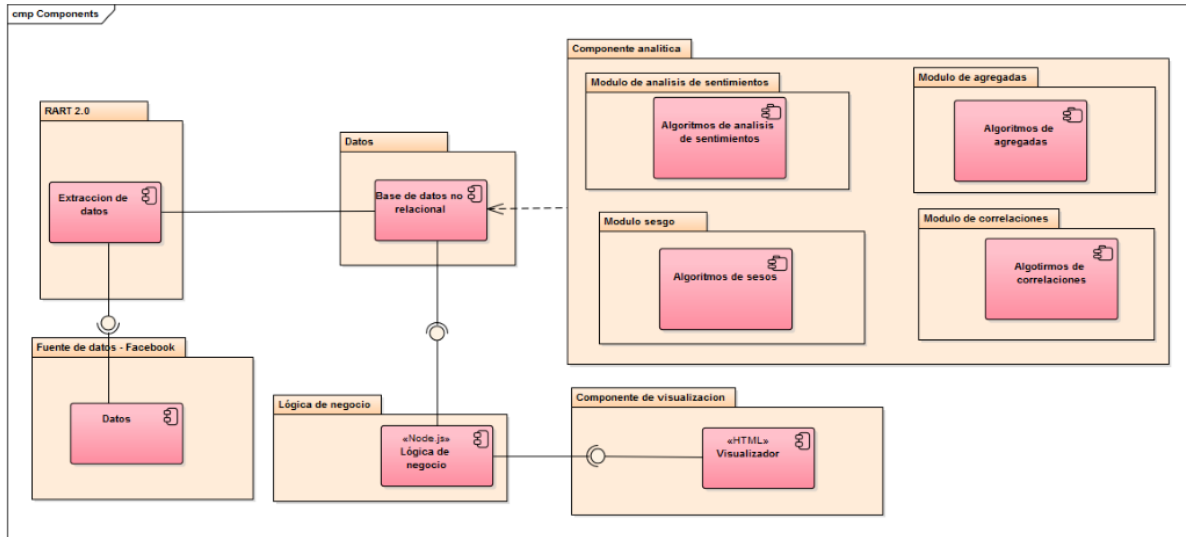 cmp Components
Componente analitica
Modulo de analisis de sentimientos
Algoritmos de analisis
de sentimientos
Modulo de agregadas
Algoritmos de
agregadas
RART 2.0
Extraccion de
datos
Datos
Base de datos no
relacional
Modulo sesgo
Algoritmos de sesos
Modulo de correlaciones
Algotirmos de
correlaciones
Fuente de datos - Facebook
Datos
Lógica de negocio
«Node.js»
Lógica de
negocio
Componente de visualizacion
«HTML»
Visualizador